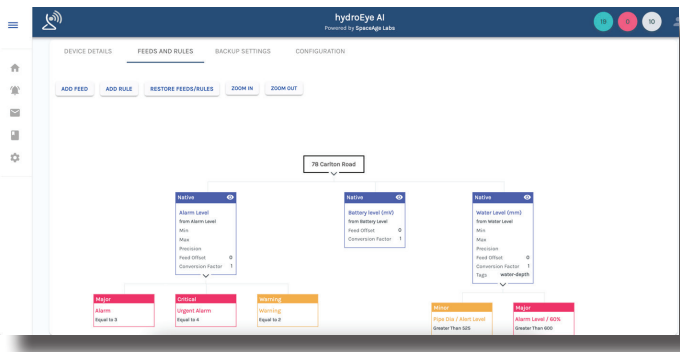 hydroEye AI
Powered by SpaceAge Labs
19 0 10
DEVICE DETAILS FEEDS AND RULES BACKUP SETTINGS CONFIGURATION
ADD FEED ADD RULE RESTORE FEEDS/RULES ZOOM IN ZOOM OUT
78 Carlton Road
Native
Alarm Level
from Alarm Level
Min
Max
Precision
Feed Offset 0
Conversion Factor 1
Native
Battery level (mV)
from Battery Level
Feed Offset 0
Conversion Factor 1
Native
Water Level (mm)
from Water Level
Min
Max
Precision
Feed Offset 0
Conversion Factor 1
Tags water-depth
Major
Alarm
Equal to 3
Critical
Urgent Alarm
Equal to 4
Warning
Warning
Equal to 2
Minor
Pipe Dia / Alert Level
Greater Than 525
Major
Alarm Level / 80%
Greater Than 600